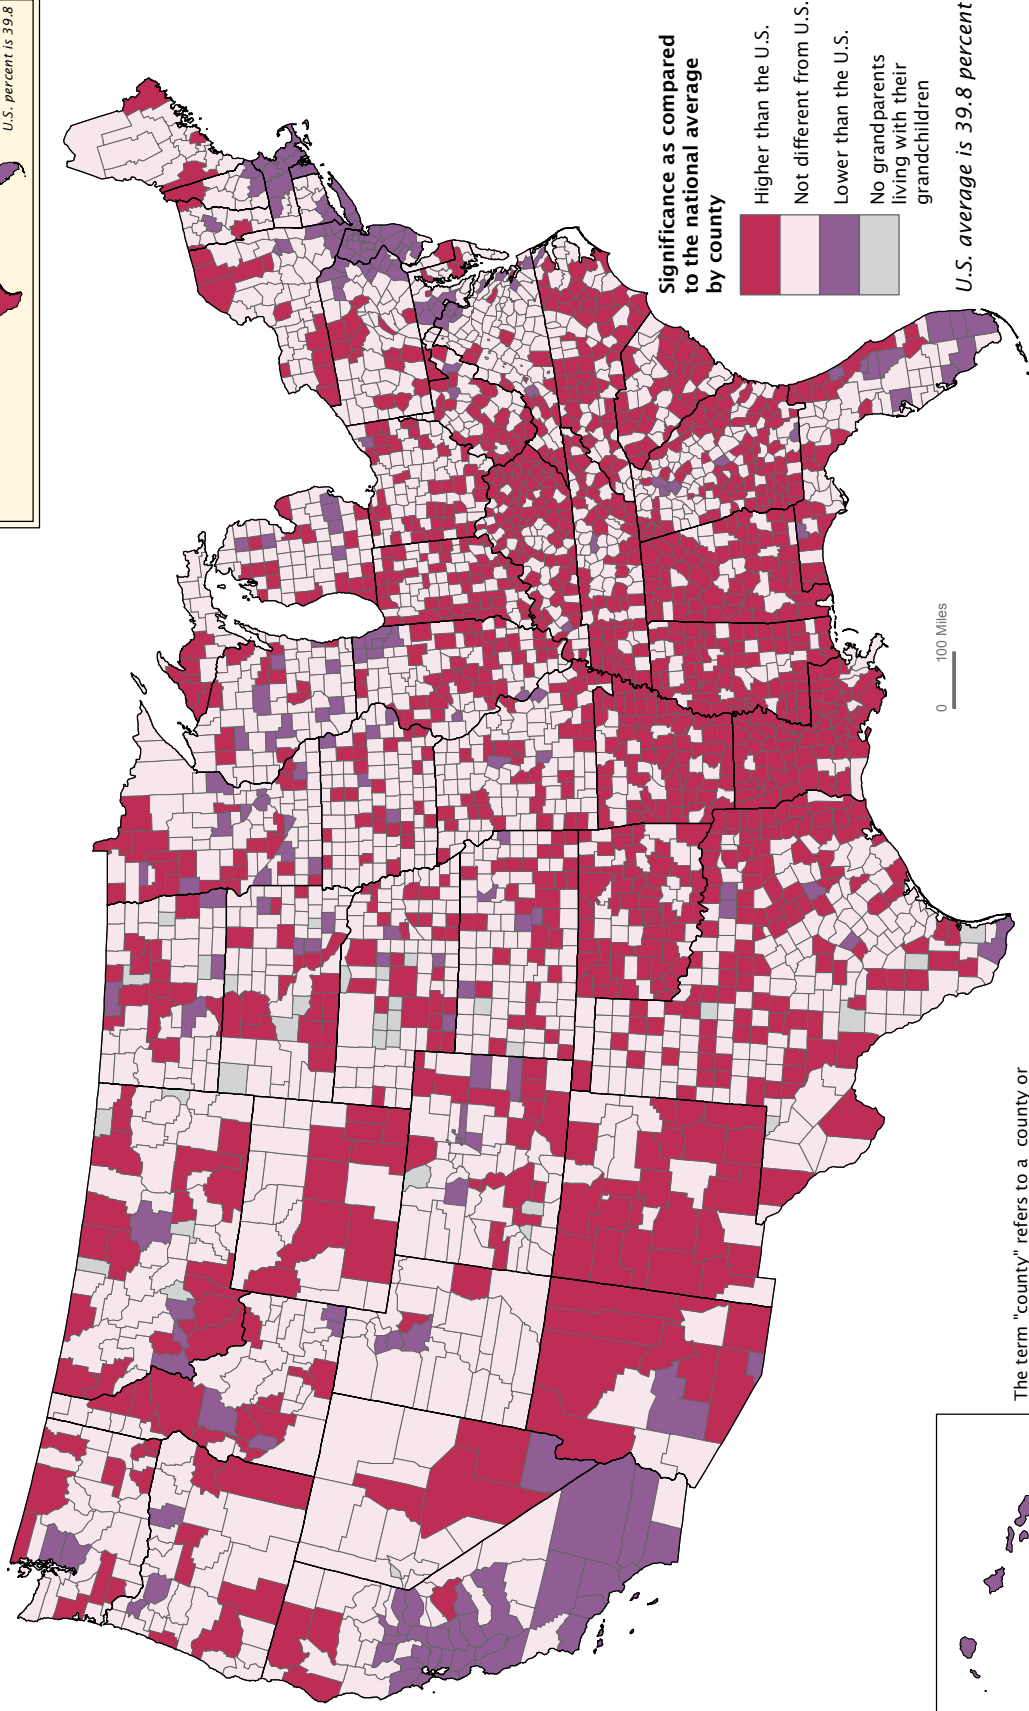 U.S. percent is 39.8
Significance as compared
to the national average
by county
Higher than the U.S.
Not different from U.S.
Lower than the U.S.
No grandparents
living with their
grandchildren
U.S. average is 39.8 percent
0 100 Miles
The term "county" refers to a county or